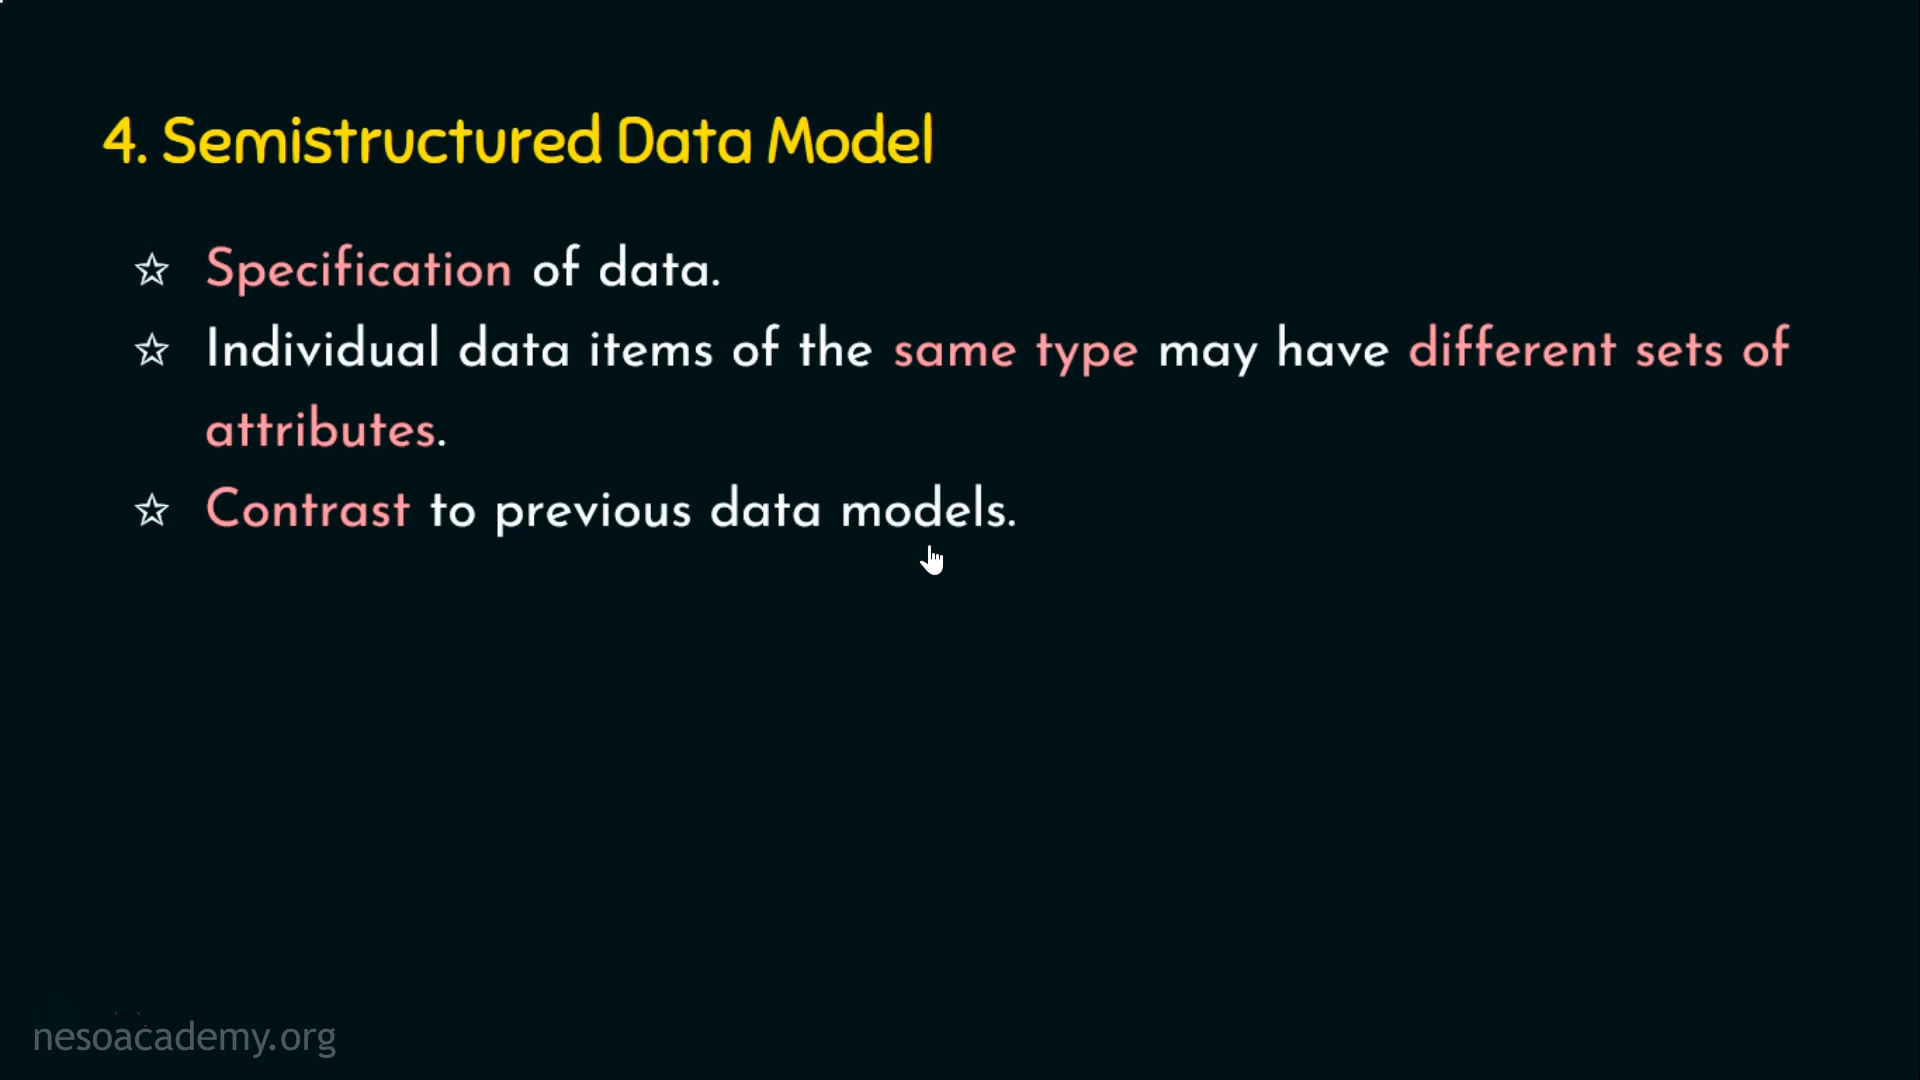 4. Semistructured Data Model
☆ Specification of data.
☆ Individual data items of the same type may have different sets of
attributes.
☆ Contrast to previous data models.
nesoacademy.org